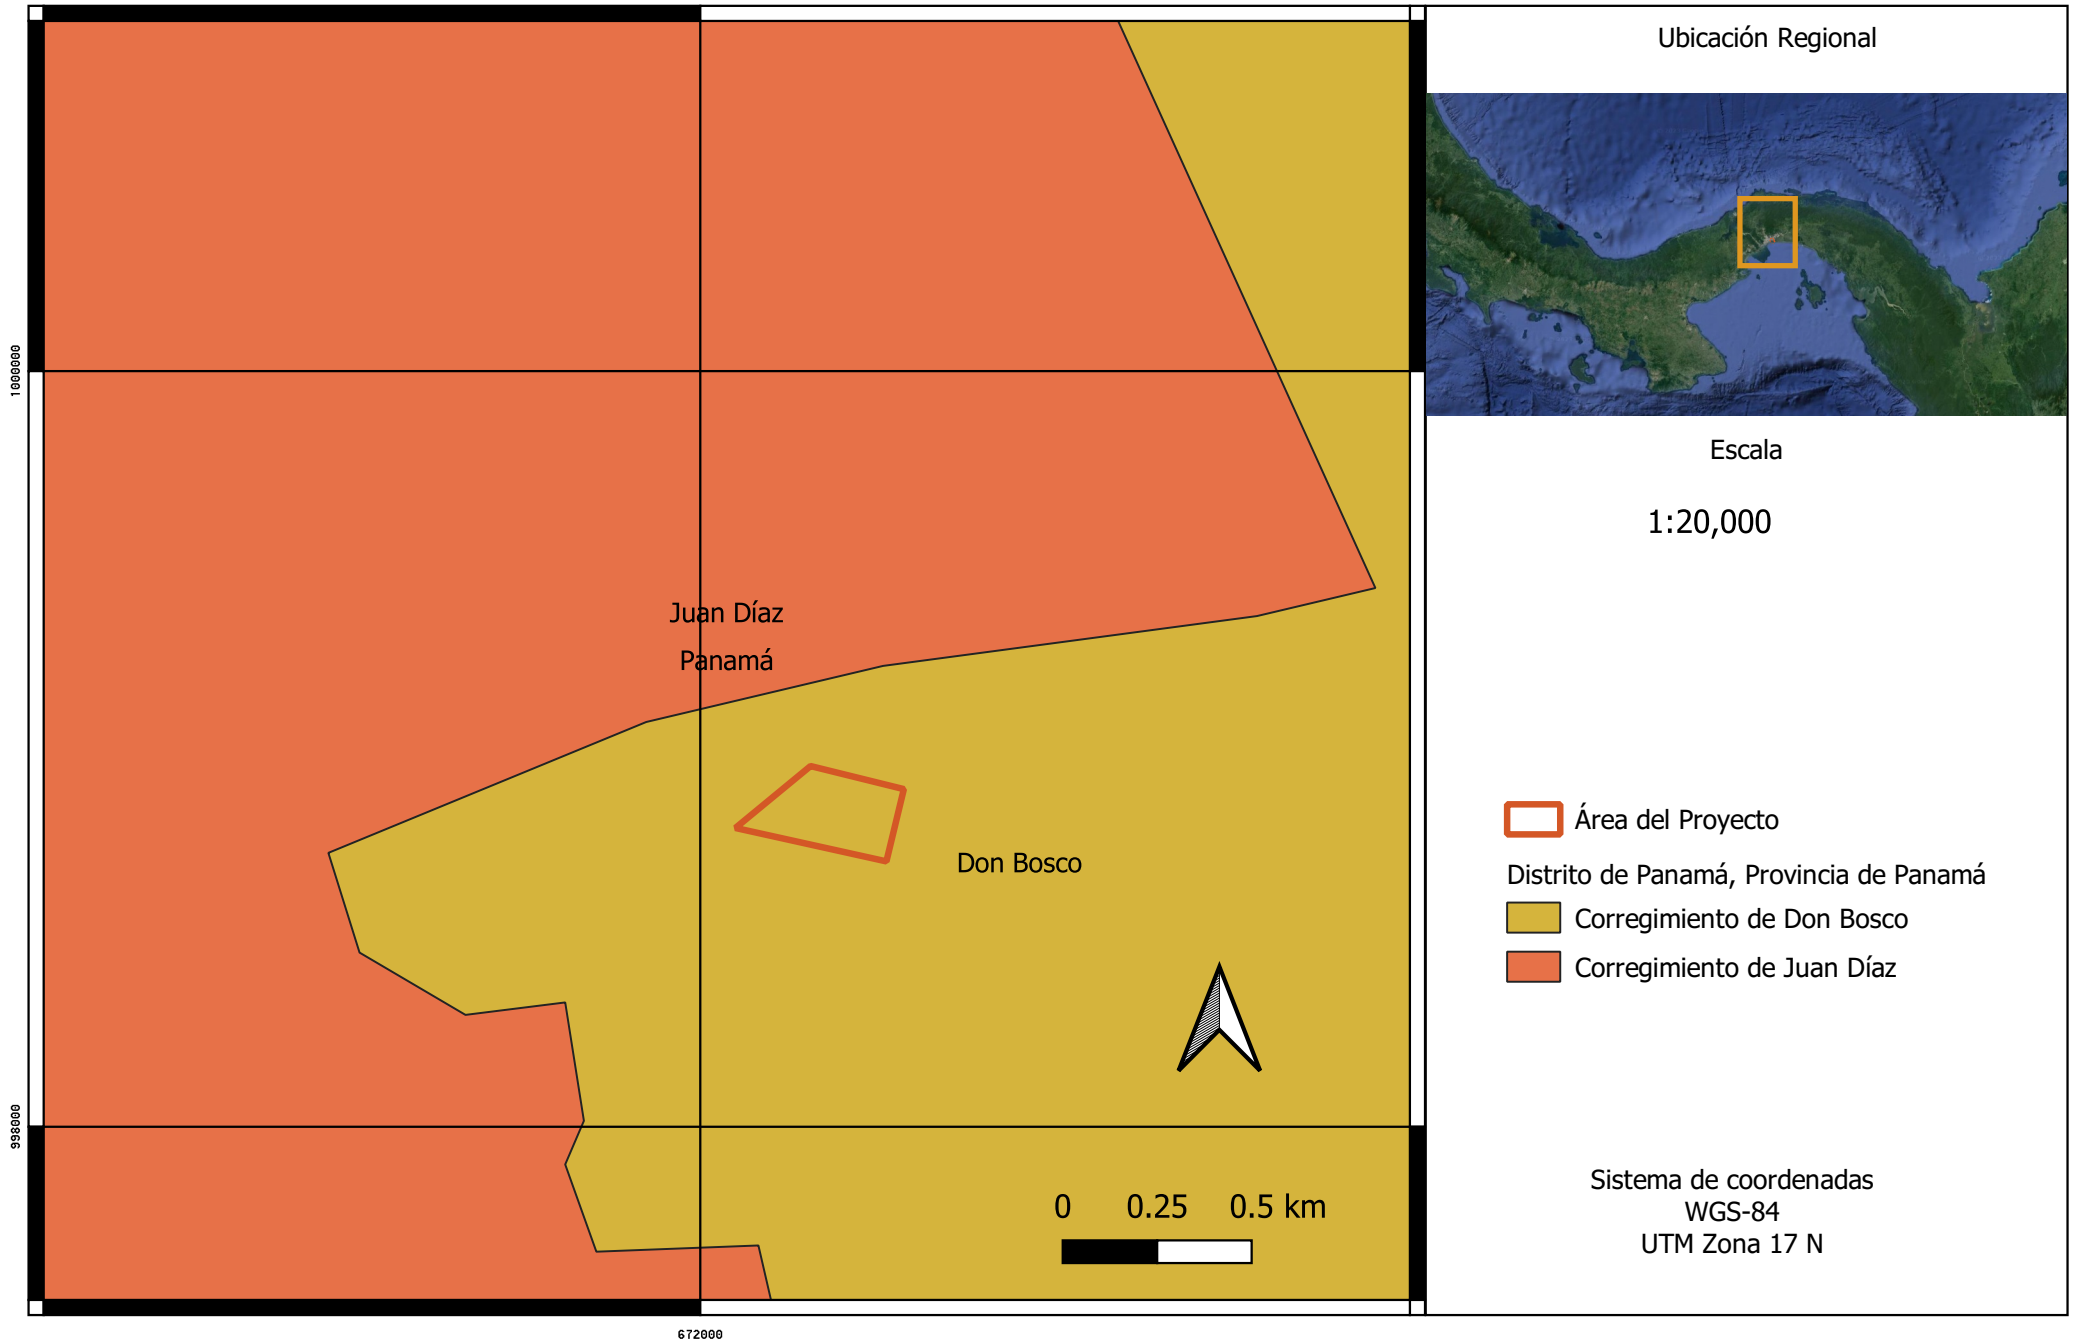 Ubicación Regional
Escala
1:20,000
Juan Díaz
Panamá
Don Bosco
Área del Proyecto
Distrito de Panamá, Provincia de Panamá
Corregimiento de Don Bosco
Corregimiento de Juan Díaz
0 0.25 0.5 km
Sistema de coordenadas
WGS-84
UTM Zona 17 N
1000000
998000
672000